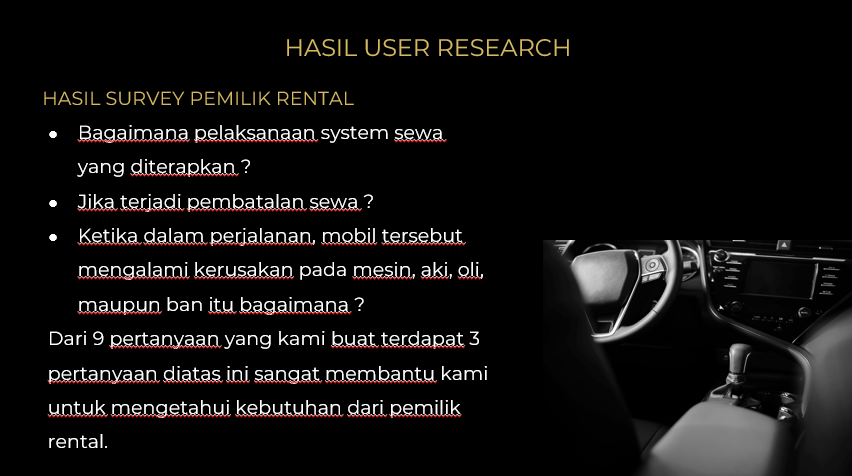 HASIL USER RESEARCH
HASIL SURVEY PEMILIK RENTAL
● Bagaimana pelaksanaan system sewa
yang diterapkan ?
● Jika terjadi pembatalan sewa ?
● Ketika dalam perjalanan, mobil tersebut
mengalami kerusakan pada mesin, aki, oli,
maupun ban itu bagaimana ?
Dari 9 pertanyaan yang kami buat terdapat 3
pertanyaan diatas ini sangat membantu kami
untuk mengetahui kebutuhan dari pemilik
rental.